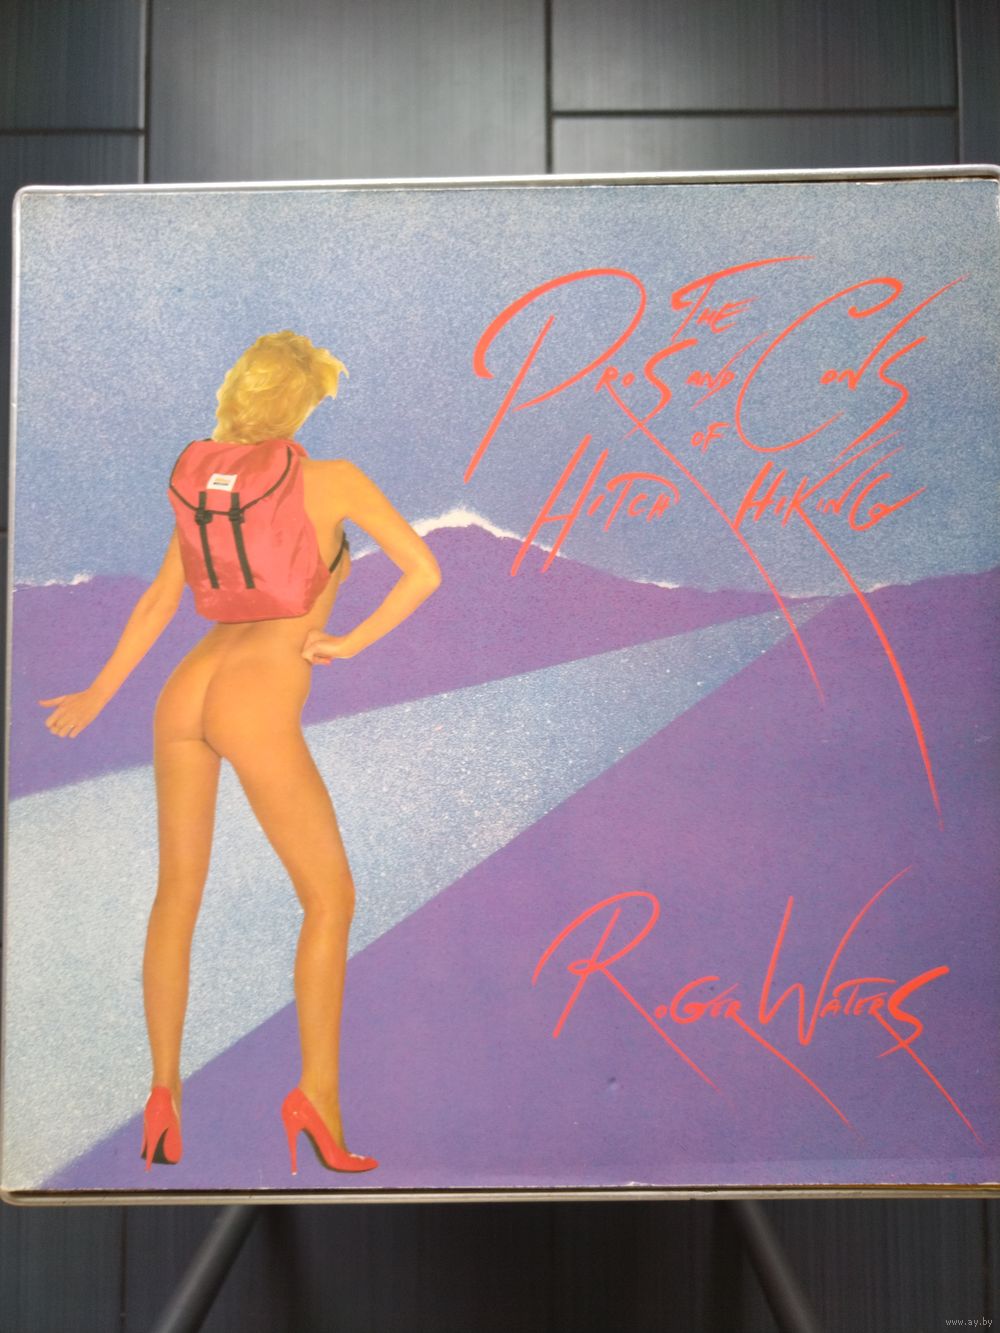 The
Pros and Cons
of
Hitch Hiking
Roger Waters
www.ay.by